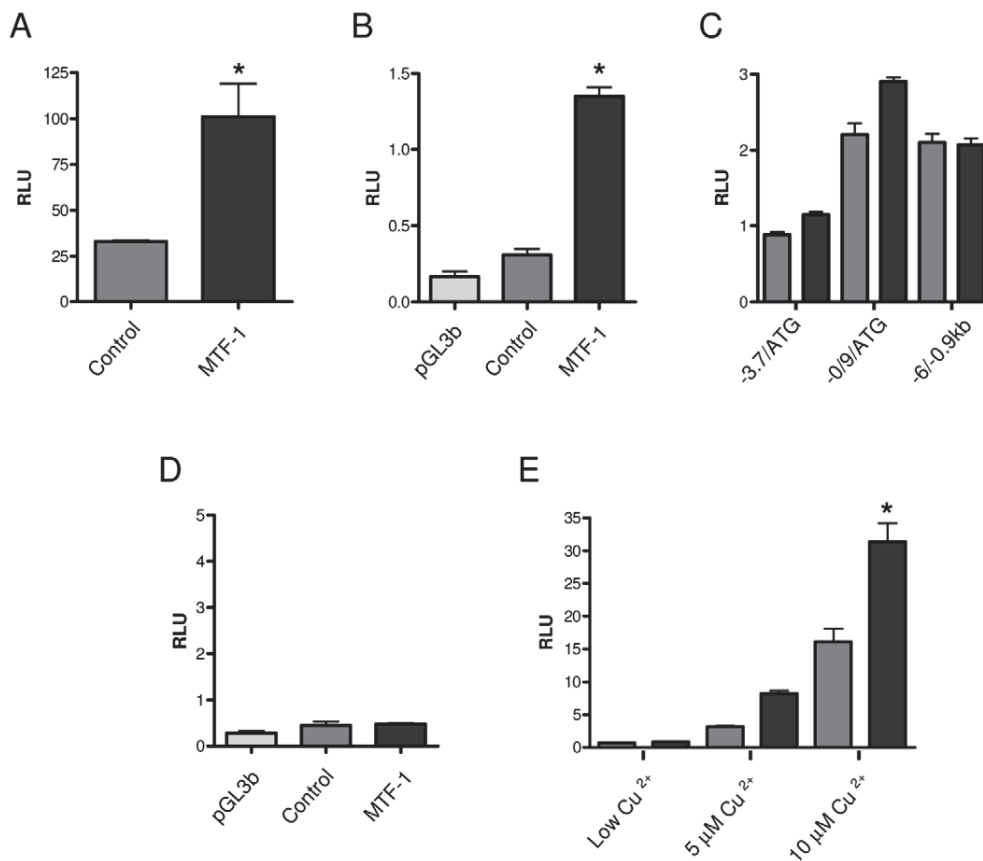 A
B
C
RLU
125
100
75
50
25
0
*
Control
MTF-1
RLU
1.5
1.0
0.5
0.0
*
pGL3b
Control
MTF-1
RLU
3
2
1
0
-3.7/ATG
-0/9/ATG
-6/-0.9kb
D
E
RLU
5
4
3
2
1
0
pGL3b
Control
MTF-1
RLU
35
30
25
20
15
10
5
0
*
Low Cu 2+
5 µM Cu 2+
10 µM Cu 2+